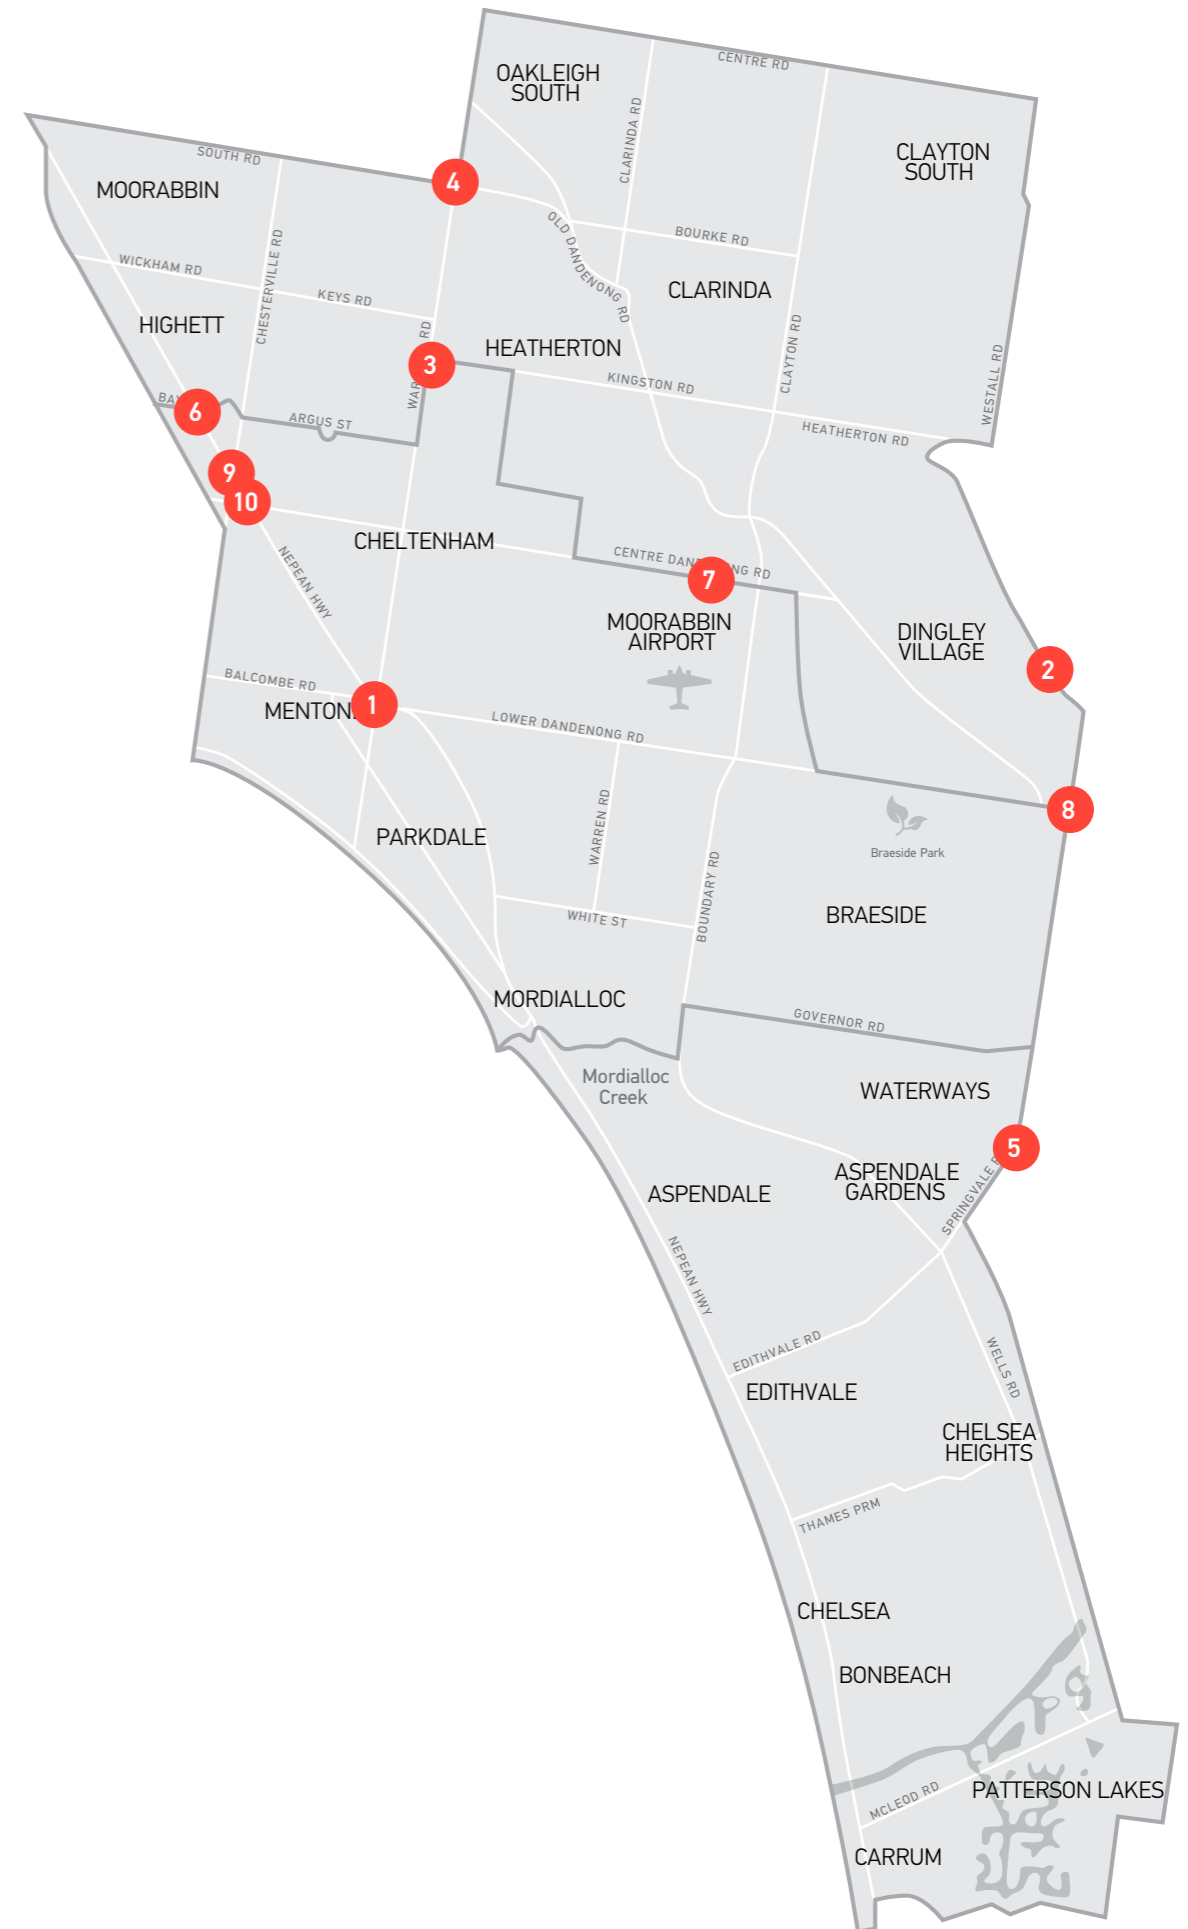 OAKLEIGH
SOUTH
CENTRE RD
CLARINDA RD
CLAYTON
SOUTH
SOUTH RD
MOORABBIN
4
OLD DANDENONG RD
BOURKE RD
CHESTERVILLE RD
WICKHAM RD
KEYS RD
CLARINDA
HIGHETT
RD
HEATHERTON
CLAYTON RD
3
KINGSTON RD
WESTALL RD
6
ARGUS ST
HEATHERTON RD
9
10
CHELTENHAM
NEPEAN HWY
7
MOORABBIN
AIRPORT
DINGLEY
VILLAGE
2
BALCOMBE RD
1
LOWER DANDENONG RD
8
WARREN RD
PARKDALE
Braeside Park
BOUNDARY RD
WHITE ST
BRAESIDE
MORDIALLOC
GOVERNOR RD
Mordialloc
Creek
WATERWAYS
5
ASPENDALE
ASPENDALE
GARDENS
SPRINGVALE
NEPEAN HWY
EDITHVALE RD
WELLS RD
EDITHVALE
CHELSEA
HEIGHTS
THAMES PRM
CHELSEA
BONBEACH
MCLEOD RD
PATTERSON LAKES
CARRUM